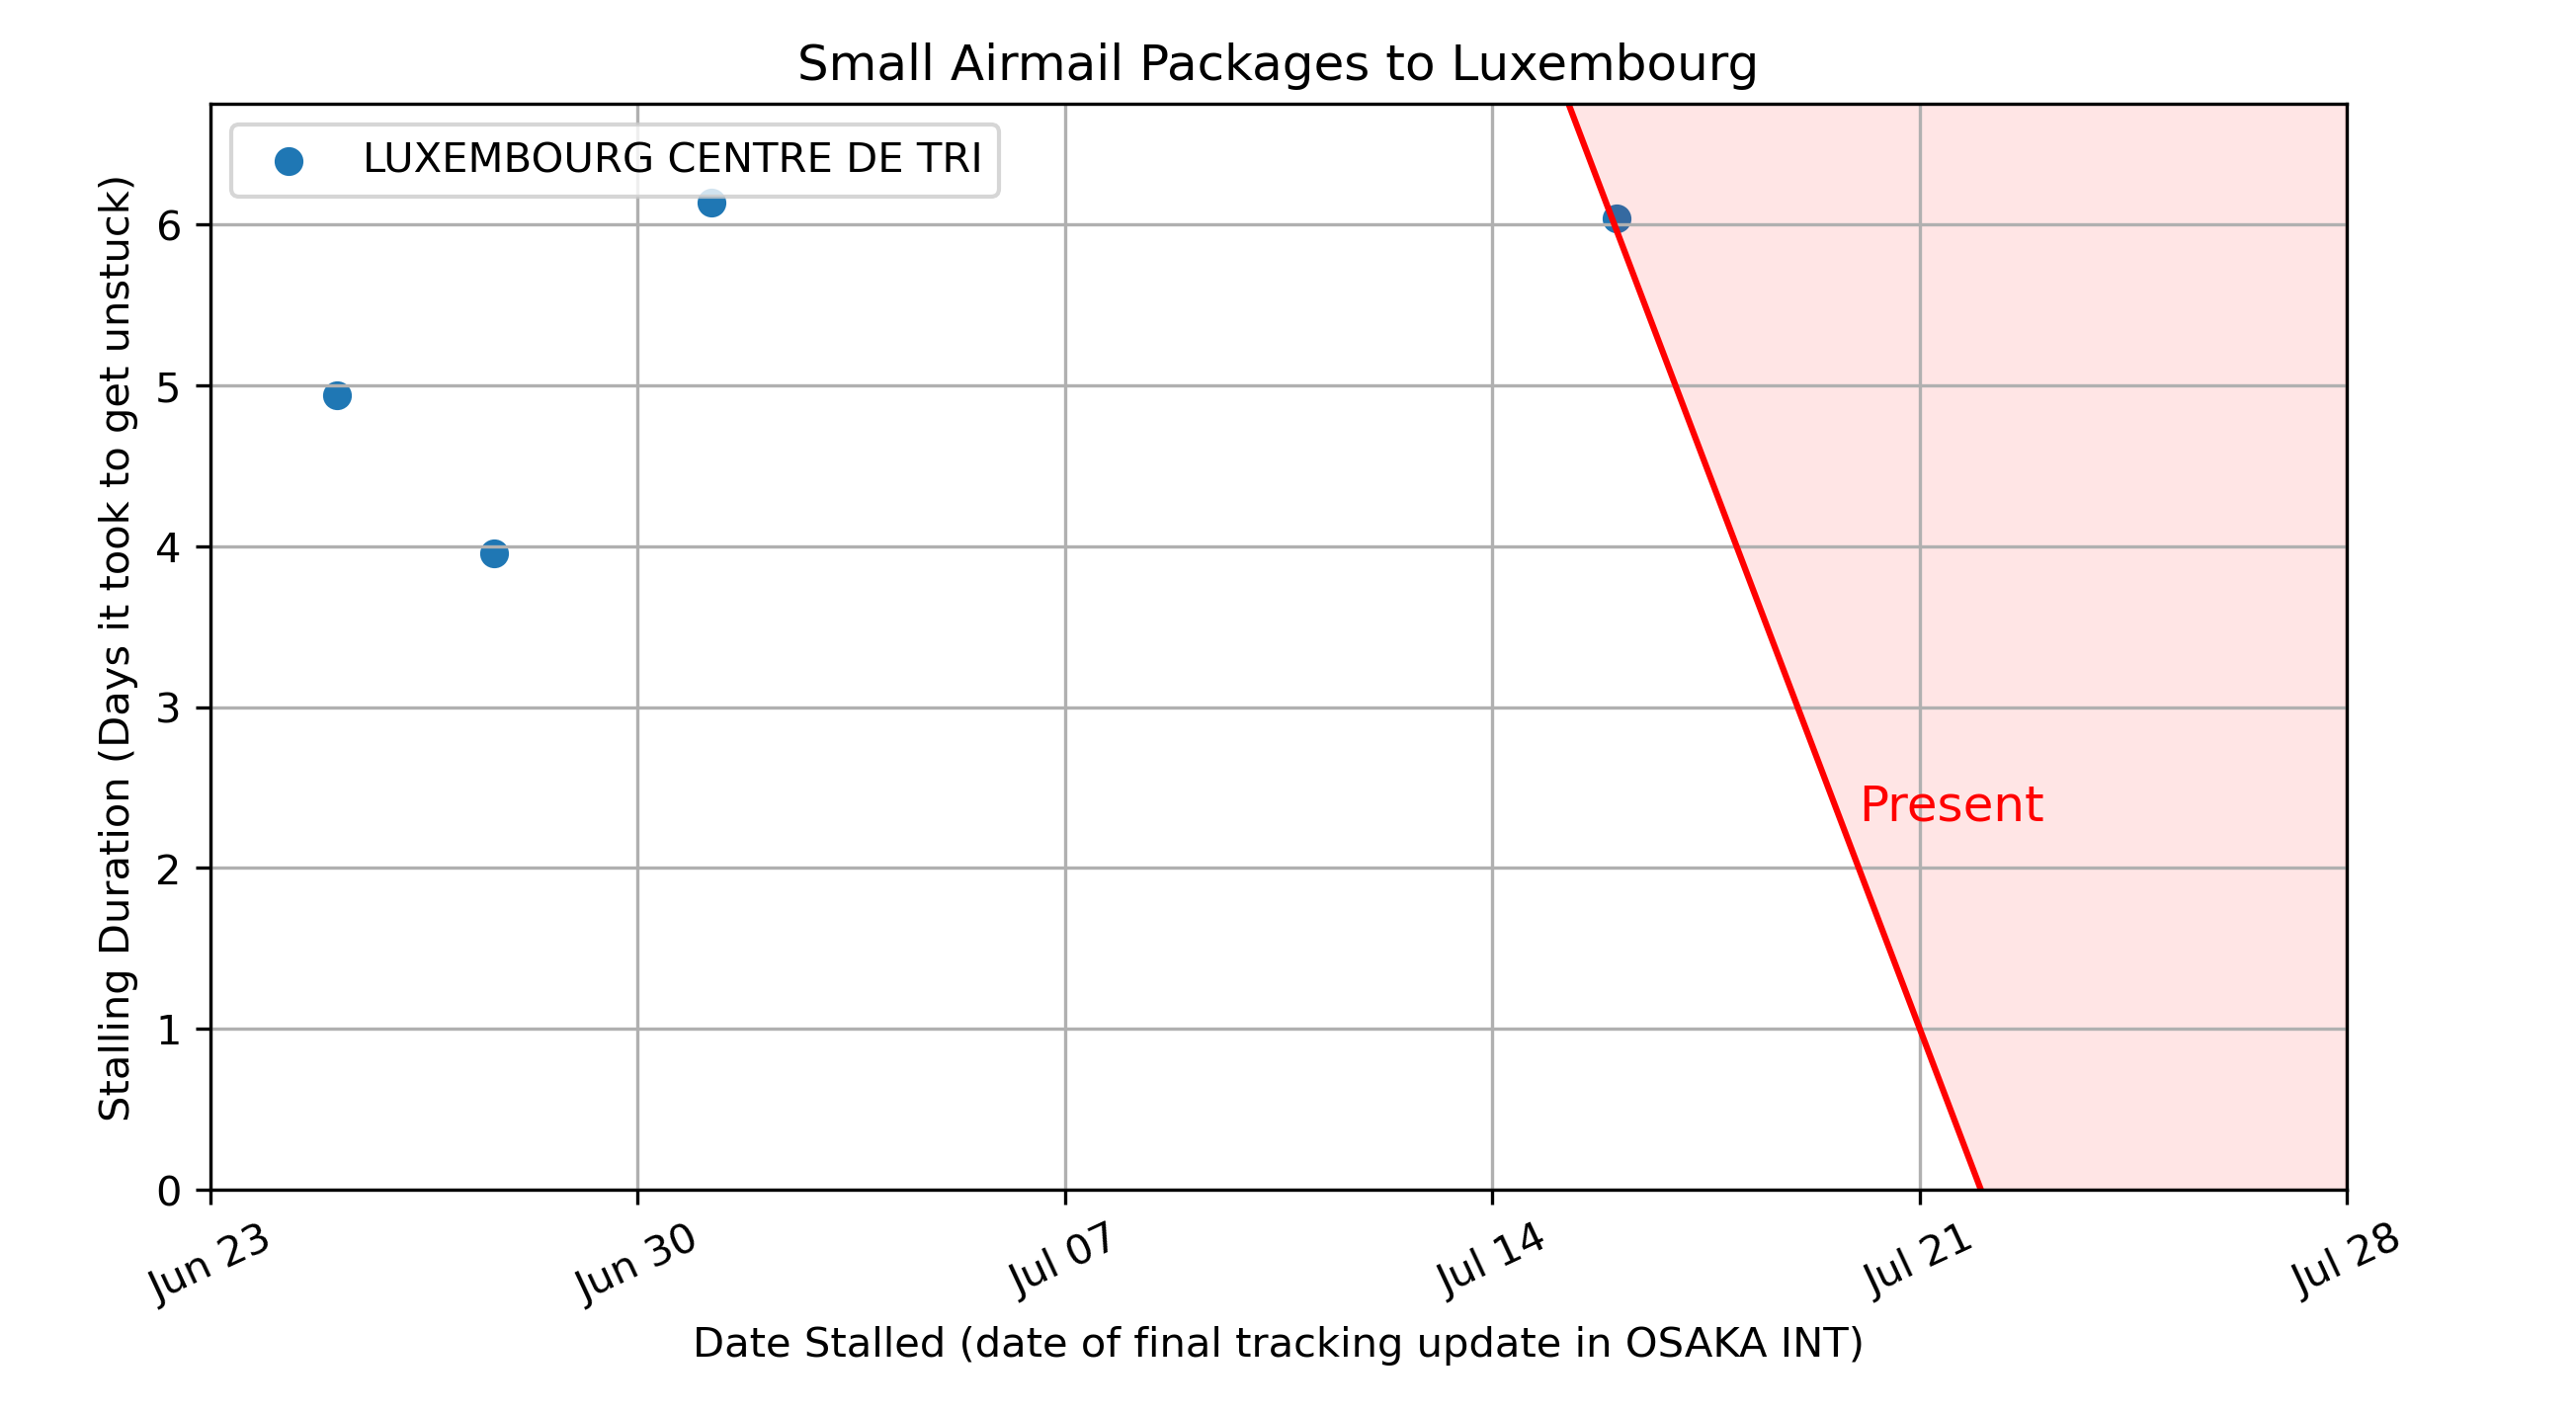 Small Airmail Packages to Luxembourg
LUXEMBOURG CENTRE DE TRI
Stalling Duration (Days it took to get unstuck)
6
5
4
3
2
1
0
Present
Jun 23
Jun 30
Jul 07
Jul 14
Jul 21
Jul 28
Date Stalled (date of final tracking update in OSAKA INT)